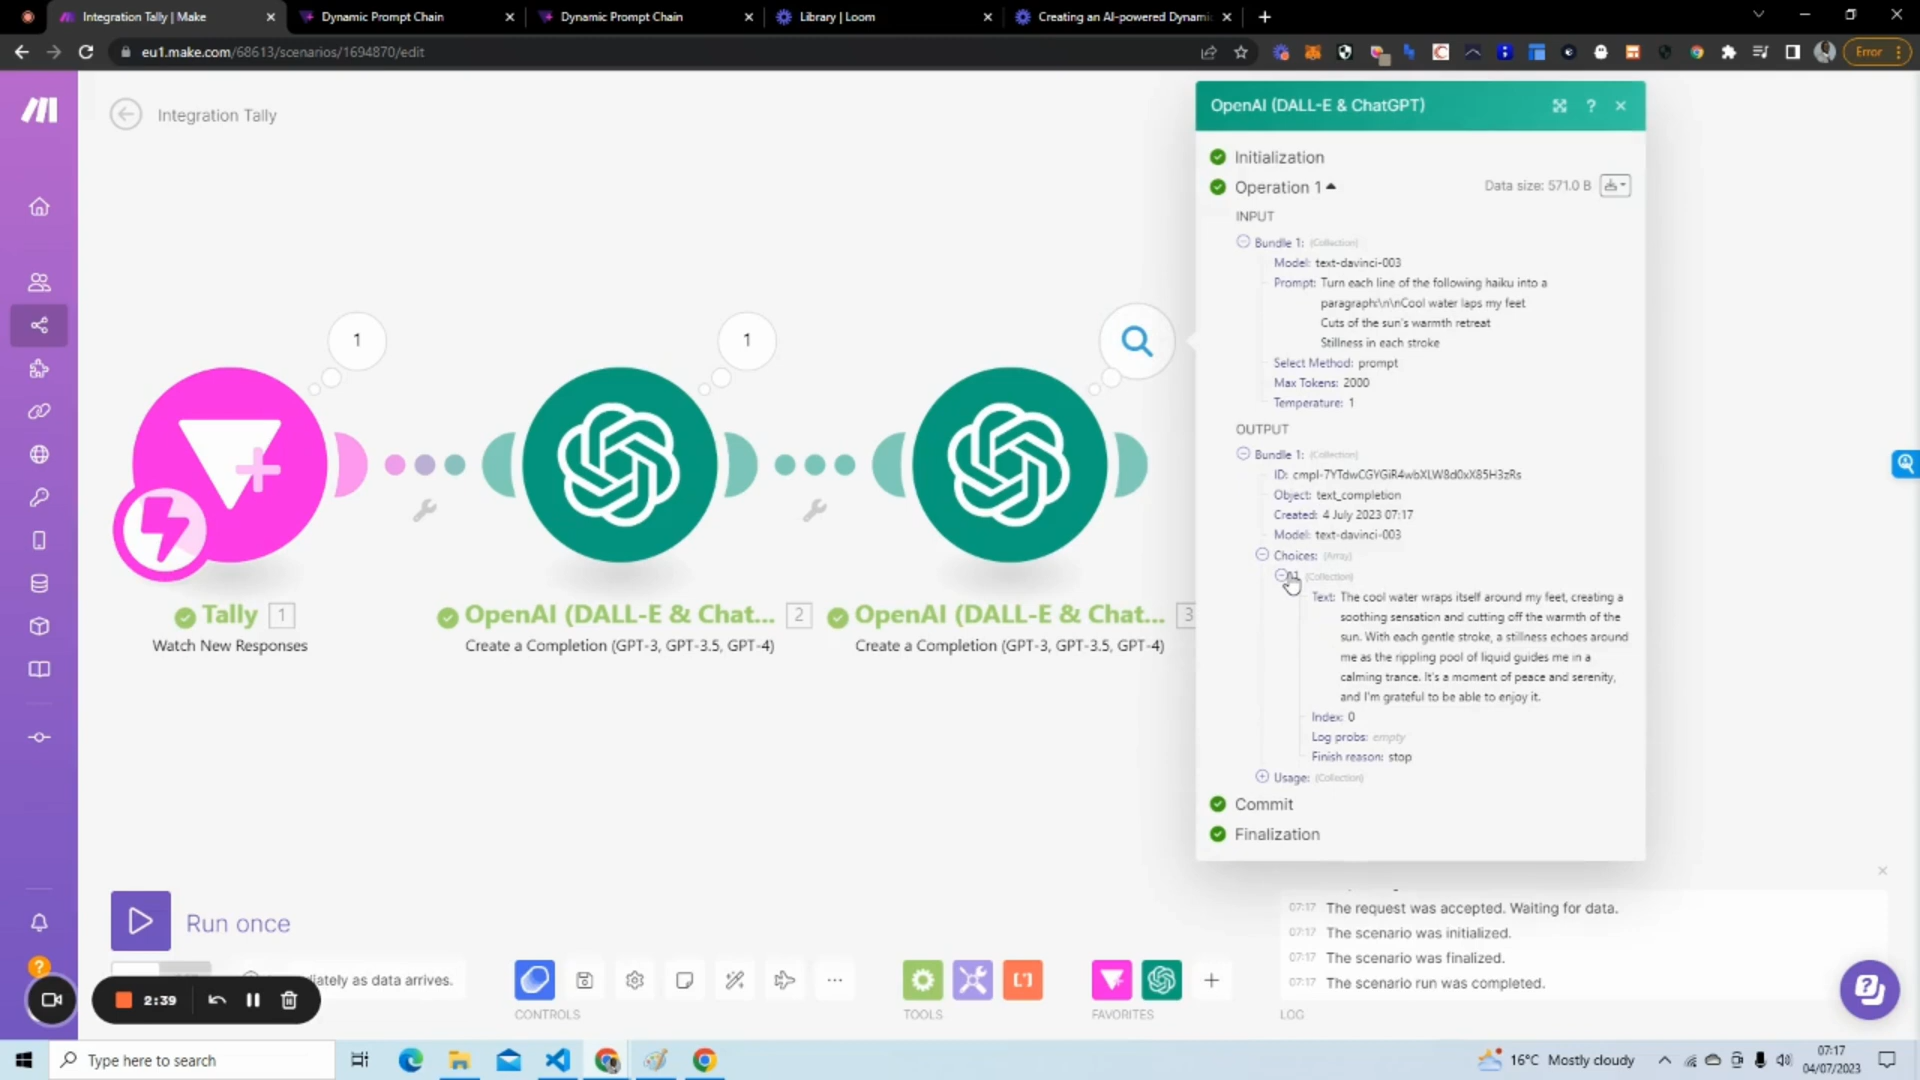 Integration Tally | Make
Dynamic Prompt Chain
Dynamic Prompt Chain
Library | Loom
Creating an AI-powered Dynami
eu1.make.com/68613/scenarios/1694870/edit
Error
Integration Tally
OpenAI (DALL-E & ChatGPT)
?
Initialization
Operation 1
Data size: 571.0 B
INPUT
Bundle 1: (Collection)
Model: text-davinci-003
Prompt: Turn each line of the following haiku into a
paragraph:\n\nCool water laps my feet
Cuts of the sun's warmth retreat
Stillness in each stroke
Select Method: prompt
Max Tokens: 2000
Temperature: 1
OUTPUT
Bundle 1: (Collection)
ID: cmpl-7YTdwCGYGiR4wbXLW8d0xX85H3zRs
Object: text_completion
Created: 4 July 2023 07:17
Model: text-davinci-003
Choices: (Array)
(Collection)
Text: The cool water wraps itself around my feet, creating a
soothing sensation and cutting off the warmth of the
sun. With each gentle stroke, a stillness echoes around
me as the rippling pool of liquid guides me in a
calming trance. It's a moment of peace and serenity,
and I'm grateful to be able to enjoy it.
Index: 0
Log probs: empty
Finish reason: stop
Usage: (Collection)
Commit
Finalization
1
1
Tally 1
Watch New Responses
OpenAI (DALL-E & Chat... 2
Create a Completion (GPT-3, GPT-3.5, GPT-4)
OpenAI (DALL-E & Chat... 3
Create a Completion (GPT-3, GPT-3.5, GPT-4)
Run once
diately as data arrives.
2:39
CONTROLS
TOOLS
FAVORITES
LOG
07:17 The request was accepted. Waiting for data.
07:17 The scenario was initialized.
07:17 The scenario was finalized.
07:17 The scenario run was completed.
?
Type here to search
16°C Mostly cloudy
07:17
04/07/2023